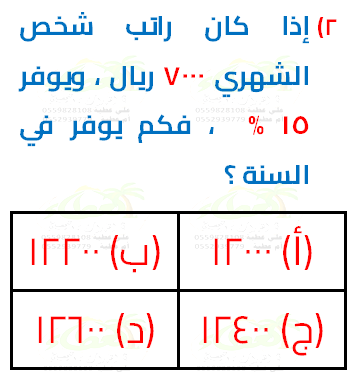 ٢) إذا كان راتب شخص
الشهري ٧٠٠٠ ريال ، ويوفر
١٥ % ، فكم يوفر في
السنة ؟
(أ) ١٢٠٠٠
(ب) ١٢٢٠٠
(ج) ١٢٤٠٠
(د) ١٢٦٠٠